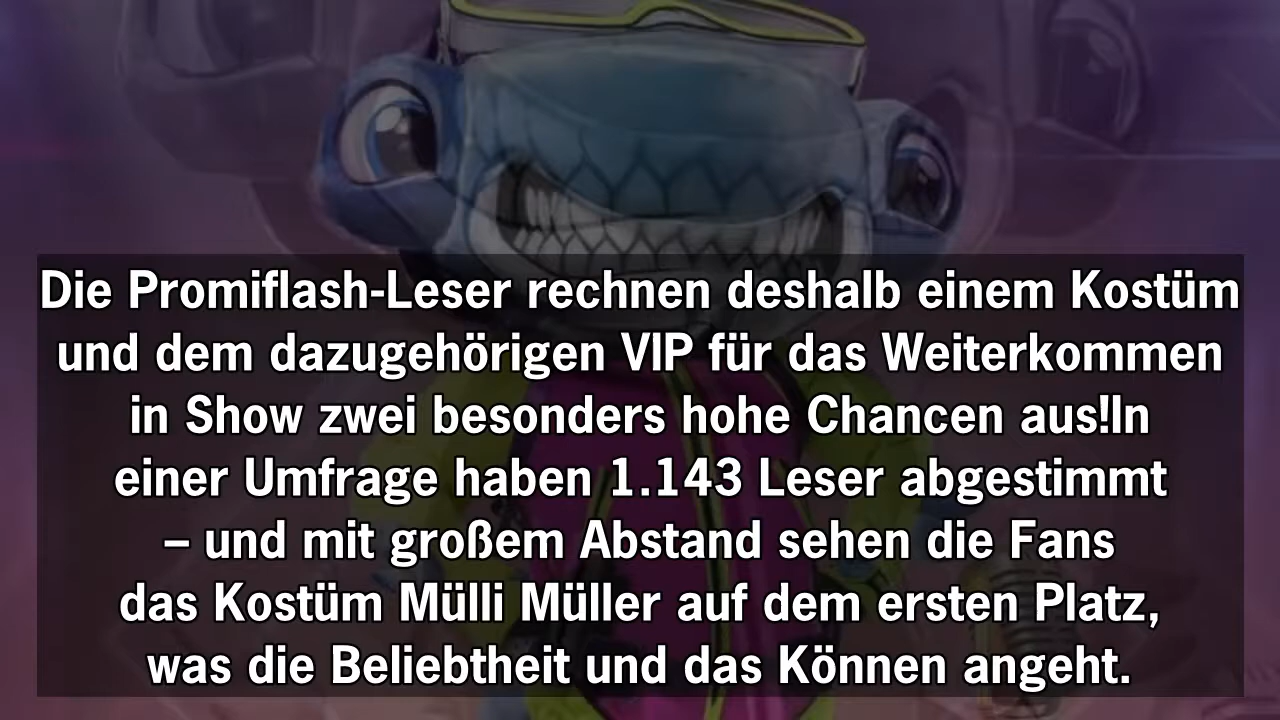 Die Promiflash-Leser rechnen deshalb einem Kostüm
und dem dazugehörigen VIP für das Weiterkommen
in Show zwei besonders hohe Chancen aus!In
einer Umfrage haben 1.143 Leser abgestimmt
– und mit großem Abstand sehen die Fans
das Kostüm Mülli Müller auf dem ersten Platz,
was die Beliebtheit und das Können angeht.